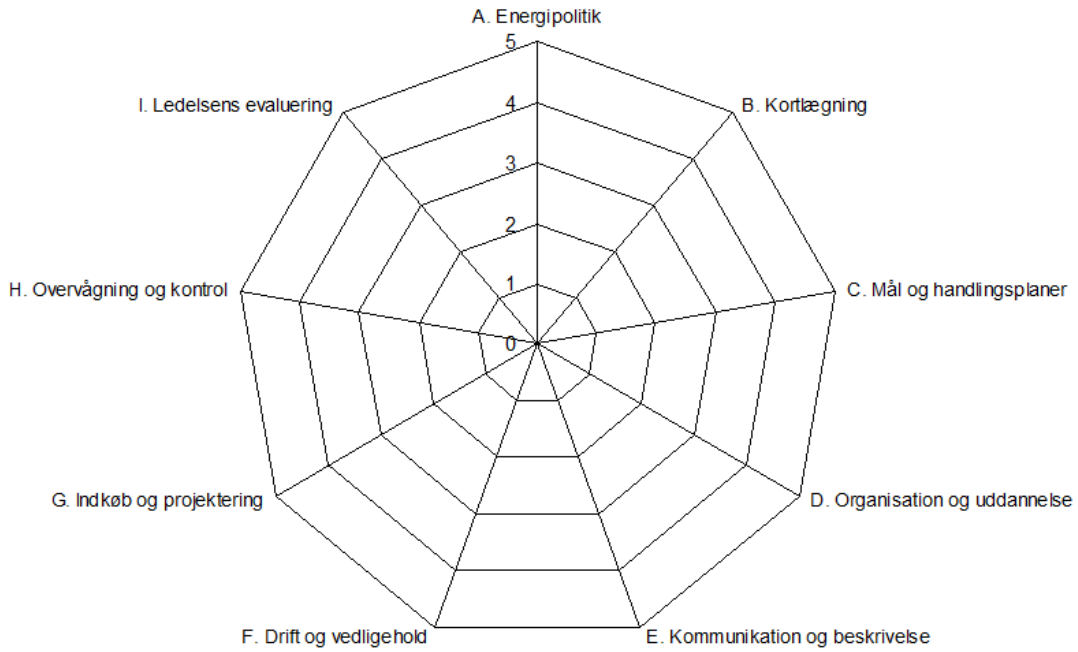 A. Energipolitik
5
I. Ledelsens evaluering
B. Kortlægning
4
3
2
1
H. Overvågning og kontrol
C. Mål og handlingsplaner
0
G. Indkøb og projektering
D. Organisation og uddannelse
F. Drift og vedligehold
E. Kommunikation og beskrivelse